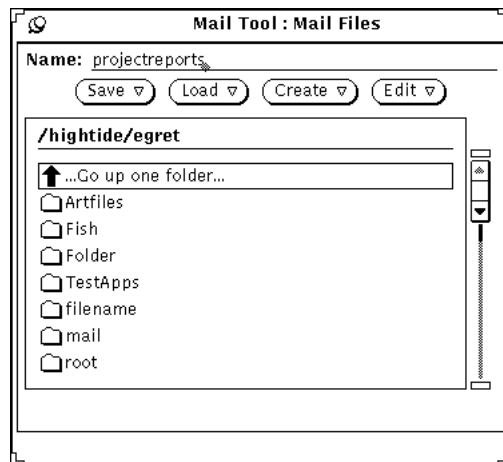 Mail Tool : Mail Files
Name: projectreports
Save Load Create Edit
/hightide/egret
...Go up one folder...
Artfiles
Fish
Folder
TestApps
filename
mail
root